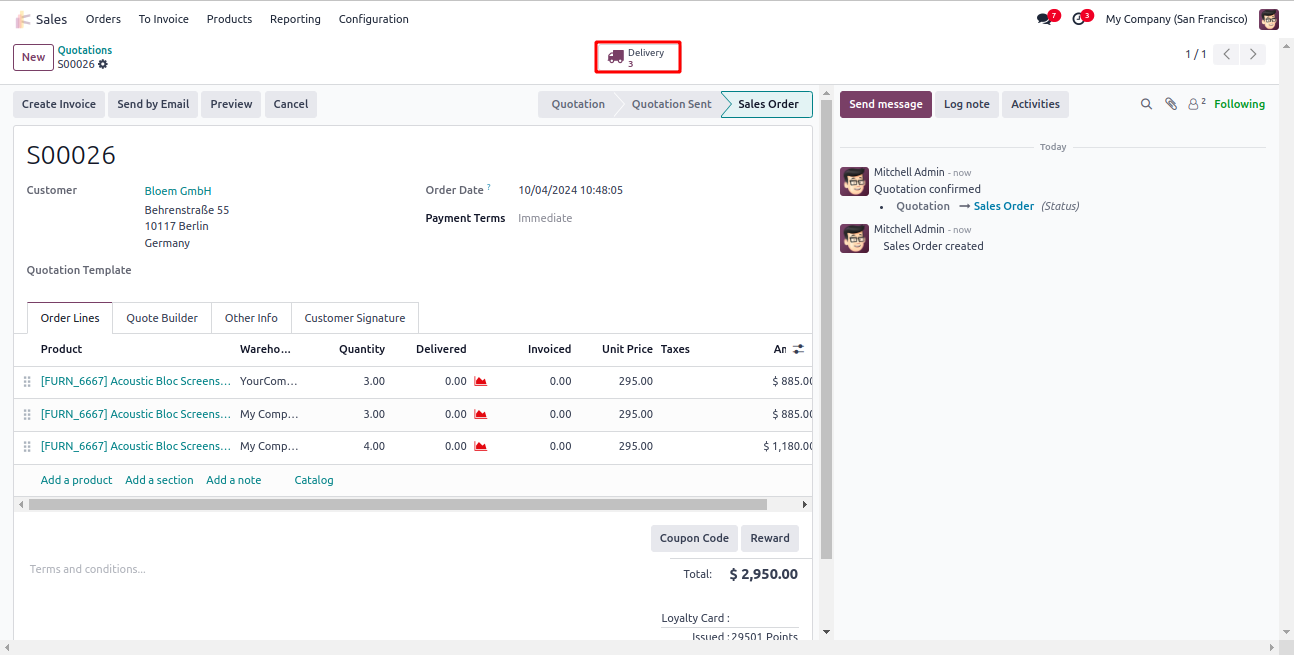 Sales Orders To Invoice Products Reporting Configuration 7 3 My Company (San Francisco)
New Quotations S00026 Delivery 3 1 / 1
Create Invoice Send by Email Preview Cancel Quotation Quotation Sent Sales Order Send message Log note Activities 2 Following
Today
S00026
Customer Bloem GmbH
Behrenstraße 55
10117 Berlin
Germany
Order Date ? 10/04/2024 10:48:05
Payment Terms Immediate
Quotation Template
Mitchell Admin - now
Quotation confirmed
• Quotation → Sales Order (Status)
Mitchell Admin - now
Sales Order created
Order Lines Quote Builder Other Info Customer Signature
Product Wareho... Quantity Delivered Invoiced Unit Price Taxes An
[FURN_6667] Acoustic Bloc Screens... YourCom... 3.00 0.00 0.00 295.00 $ 885.00
[FURN_6667] Acoustic Bloc Screens... My Comp... 3.00 0.00 0.00 295.00 $ 885.00
[FURN_6667] Acoustic Bloc Screens... My Comp... 4.00 0.00 0.00 295.00 $ 1,180.00
Add a product Add a section Add a note Catalog
Coupon Code Reward
Terms and conditions...
Total: $ 2,950.00
Loyalty Card :
Issued : 29501 Points